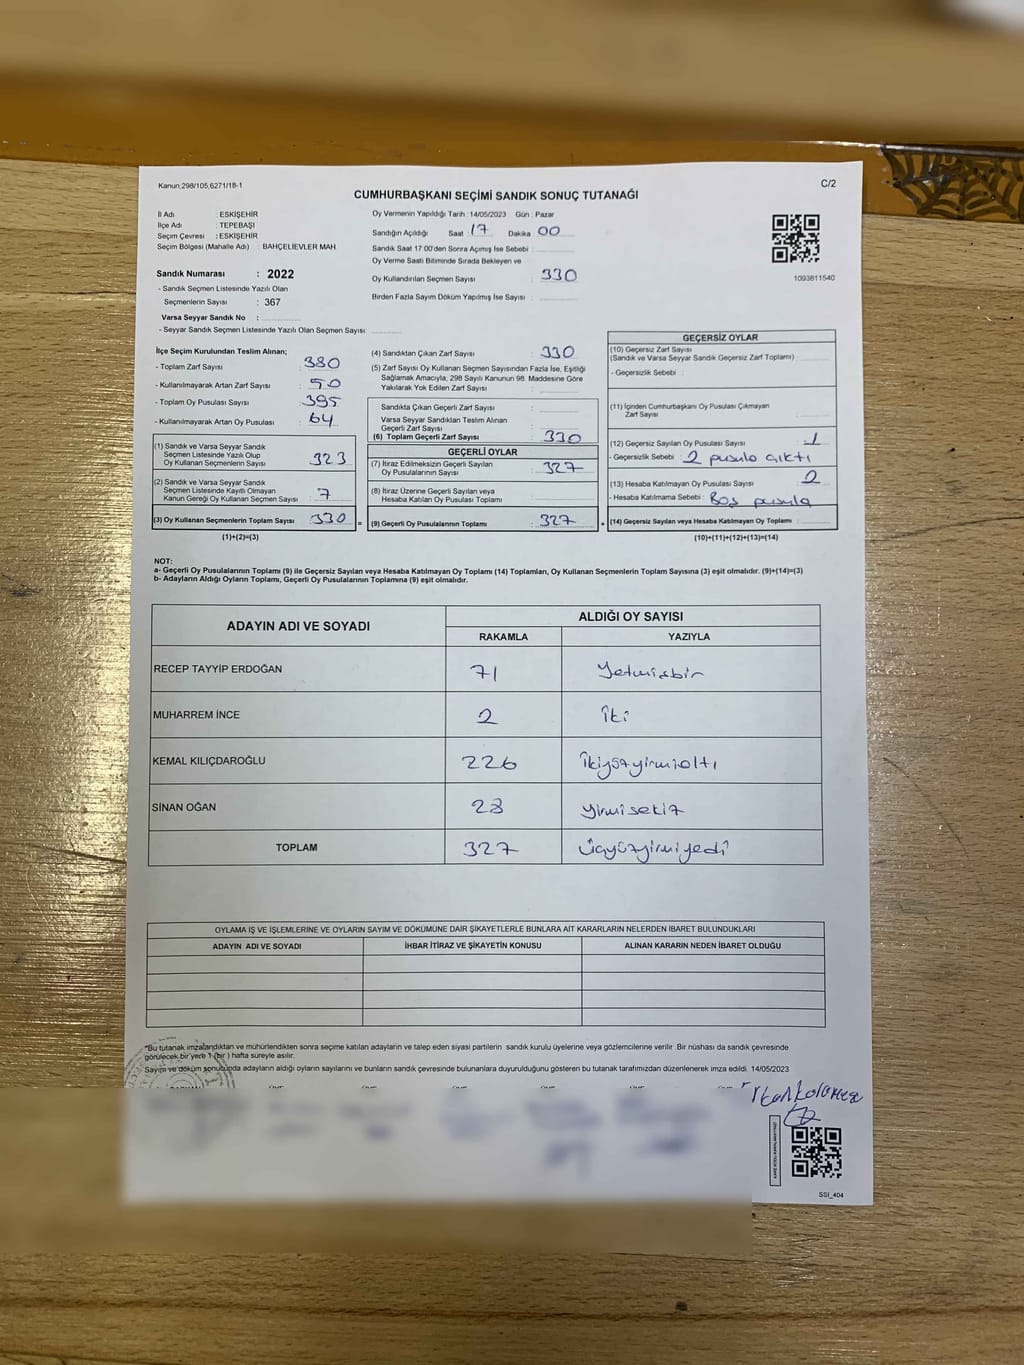 Kanun;298/105;6271/18-1
C/2
CUMHURBAŞKANI SEÇİMİ SANDIK SONUÇ TUTANAĞI
İl Adı : ESKİŞEHİR
İlçe Adı : TEPEBAŞI
Seçim Çevresi : ESKİŞEHİR
Seçim Bölgesi (Mahalle Adı) : BAHÇELİEVLER MAH
Sandık Numarası : 2022
- Sandık Seçmen Listesinde Yazılı Olan
Seçmenlerin Sayısı : 367
Varsa Seyyar Sandık No :
- Seyyar Sandık Seçmen Listesinde Yazılı Olan Seçmen Sayısı :
Oy Vermenin Yapıldığı Tarih : 14/05/2023 Gün : Pazar
Sandığın Açıldığı Saat : 17 Dakika 00
Sandık Saat 17:00'den Sonra Açımış İse Sebebi :
Oy Verme Saati Bitiminde Sırada Bekleyen ve
Oy Kullandırılan Seçmen Sayısı : 330
Birden Fazla Sayım Döküm Yapılmış İse Sayısı :
1093811540
İlçe Seçim Kurulundan Teslim Alınan;
- Toplam Zarf Sayısı : 380
- Kullanılmayarak Artan Zarf Sayısı : 50
- Toplam Oy Pusulası Sayısı : 395
- Kullanılmayarak Artan Oy Pusulası : 64
(1) Sandık ve Varsa Seyyar Sandık
Seçmen Listesinde Yazılı Olup
Oy Kullanan Seçmenlerin Sayısı : 323
(2) Sandık ve Varsa Seyyar Sandık
Seçmen Listesinde Kayıtlı Olmayan
Kanun Gereği Oy Kullanan Seçmen Sayısı : 7
(3) Oy Kullanan Seçmenlerin Toplam Sayısı : 330 =
(1)+(2)=(3)
(4) Sandıktan Çıkan Zarf Sayısı : 330
(5) Zarf Sayısı Oy Kullanan Seçmen Sayısından Fazla İse, Eşitliği
Sağlamak Amacıyla, 298 Sayılı Kanunun 98. Maddesine Göre
Yakılarak Yok Edilen Zarf Sayısı :
Sandıkta Çıkan Geçerli Zarf Sayısı :
Varsa Seyyar Sandıktan Teslim Alınan
Geçerli Zarf Sayısı :
(6) Toplam Geçerli Zarf Sayısı : 330
GEÇERLİ OYLAR
(7) İtiraz Edilmeksizin Geçerli Sayılan
Oy Pusulalarının Sayısı : 327
(8) İtiraz Üzerine Geçerli Sayılan veya
Hesaba Katılan Oy Pusulası Toplamı :
(9) Geçerli Oy Pusulalarının Toplamı : 327 +
GEÇERSİZ OYLAR
(10) Geçersiz Zarf Sayısı
(Sandık ve Varsa Seyyar Sandık Geçersiz Zarf Toplamı) :
- Geçersizlik Sebebi :
(11) İçinden Cumhurbaşkanı Oy Pusulası Çıkmayan
Zarf Sayısı :
(12) Geçersiz Sayılan Oy Pusulası Sayısı : 1
- Geçersizlik Sebebi : 2 pusula çıktı
(13) Hesaba Katılmayan Oy Pusulası Sayısı : 2
- Hesaba Katılmama Sebebi : Boş pusula
(14) Geçersiz Sayılan veya Hesaba Katılmayan Oy Toplamı :
(10)+(11)+(12)+(13)=(14)
NOT:
a- Geçerli Oy Pusulalarının Toplamı (9) ile Geçersiz Sayılan veya Hesaba Katılmayan Oy Toplamı (14) Toplamları, Oy Kullanan Seçmenlerin Toplam Sayısına (3) eşit olmalıdır. (9)+(14)=(3)
b- Adayların Aldığı Oyların Toplamı, Geçerli Oy Pusulalarının Toplamına (9) eşit olmalıdır.
ADAYIN ADI VE SOYADI
ALDIĞI OY SAYISI
RAKAMLA YAZIYLA
RECEP TAYYİP ERDOĞAN 71 Yetmişbir
MUHARREM İNCE 2 İki
KEMAL KILIÇDAROĞLU 226 İkiyüzyirmialtı
SİNAN OĞAN 28 yirmisekiz
TOPLAM 327 Üçyüzyirmiyedi
OYLAMA İŞ VE İŞLEMLERİNE VE OYLARIN SAYIM VE DÖKÜMÜNE DAİR ŞİKAYETLERLE BUNLARA AİT KARARLARIN NELERDEN İBARET BULUNDUKLARI
ADAYIN ADI VE SOYADI İHBAR İTİRAZ VE ŞİKAYETİN KONUSU ALINAN KARARIN NEDEN İBARET OLDUĞU
*Bu tutanak imzalandıktan ve mühürlendikten sonra seçime katılan adayların ve talep eden siyasi partilerin sandık kurulu üyelerine veya gözlemcilerine verilir. Bir nüshası da sandık çevresinde
görülecek bir yere 1 (bir) hafta süreyle asılır.
Sayım ve döküm sonucunda adayların aldığı oyların sayılarını ve bunların sandık çevresinde bulunanlara duyurulduğunu gösteren bu tutanak tarafımızdan düzenlenerek imza edildi. 14/05/2023
SSI_404